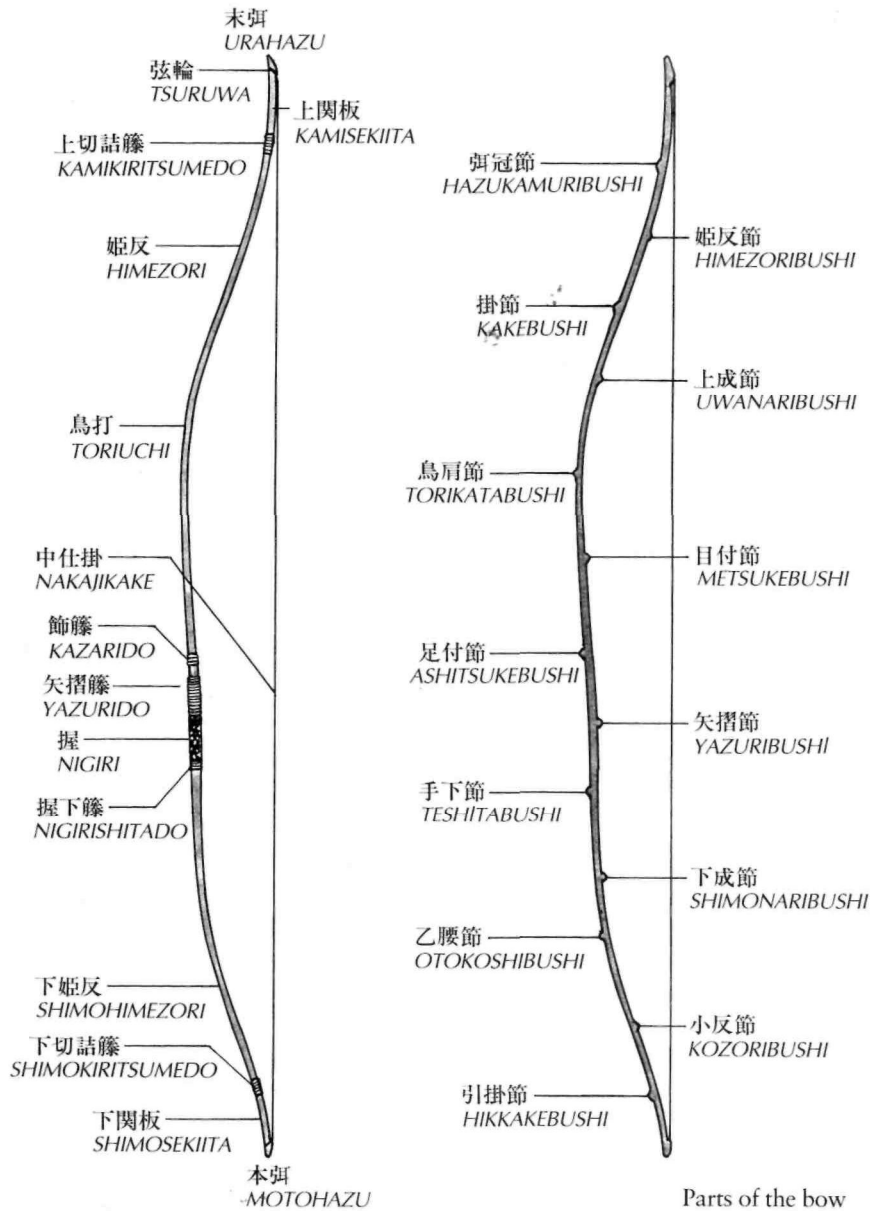 末弭
URAHAZU
弦輪
TSURUWA
上関板
KAMISEKIITA
上切詰籐
KAMIKIRITSUMEDO
姫反
HIMEZORI
鳥打
TORIUCHI
中仕掛
NAKAJIKAKE
飾籐
KAZARIDO
矢摺籐
YAZURIDO
握
NIGIRI
握下籐
NIGIRISHITADO
下姫反
SHIMOHIMEZORI
下切詰籐
SHIMOKIRITSUMEDO
下関板
SHIMOSEKIITA
本弭
MOTOHAZU
弭冠節
HAZUKAMURIBUSHI
姫反節
HIMEZORIBUSHI
掛節
KAKEBUSHI
上成節
UWANARIBUSHI
鳥肩節
TORIKATABUSHI
目付節
METSUKEBUSHI
足付節
ASHITSUKEBUSHI
矢摺節
YAZURIBUSHI
手下節
TESHITABUSHI
下成節
SHIMONARIBUSHI
乙腰節
OTOKOSHIBUSHI
小反節
KOZORIBUSHI
引掛節
HIKKAKEBUSHI
Parts of the bow